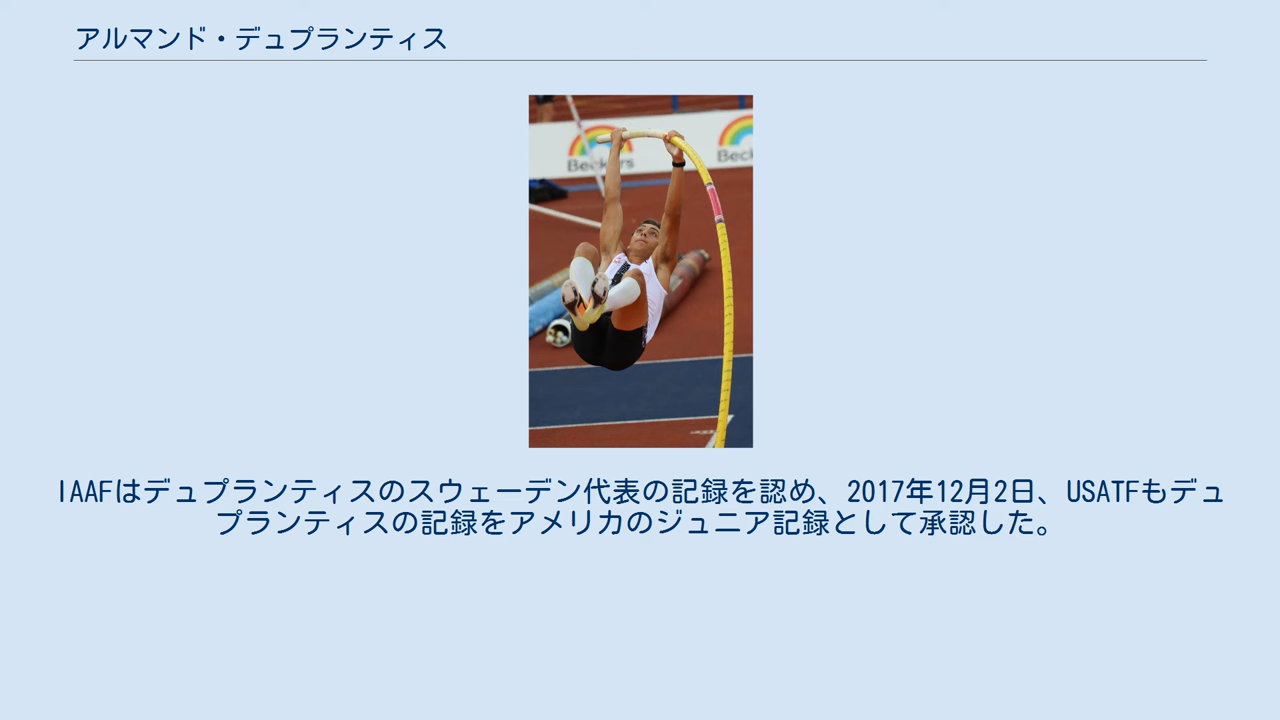 アルマンド・デュプランティス
Beckers
Beck
IAAFはデュプランティスのスウェーデン代表の記録を認め、2017年12月2日、USATFもデュ
プランティスの記録をアメリカのジュニア記録として承認した。